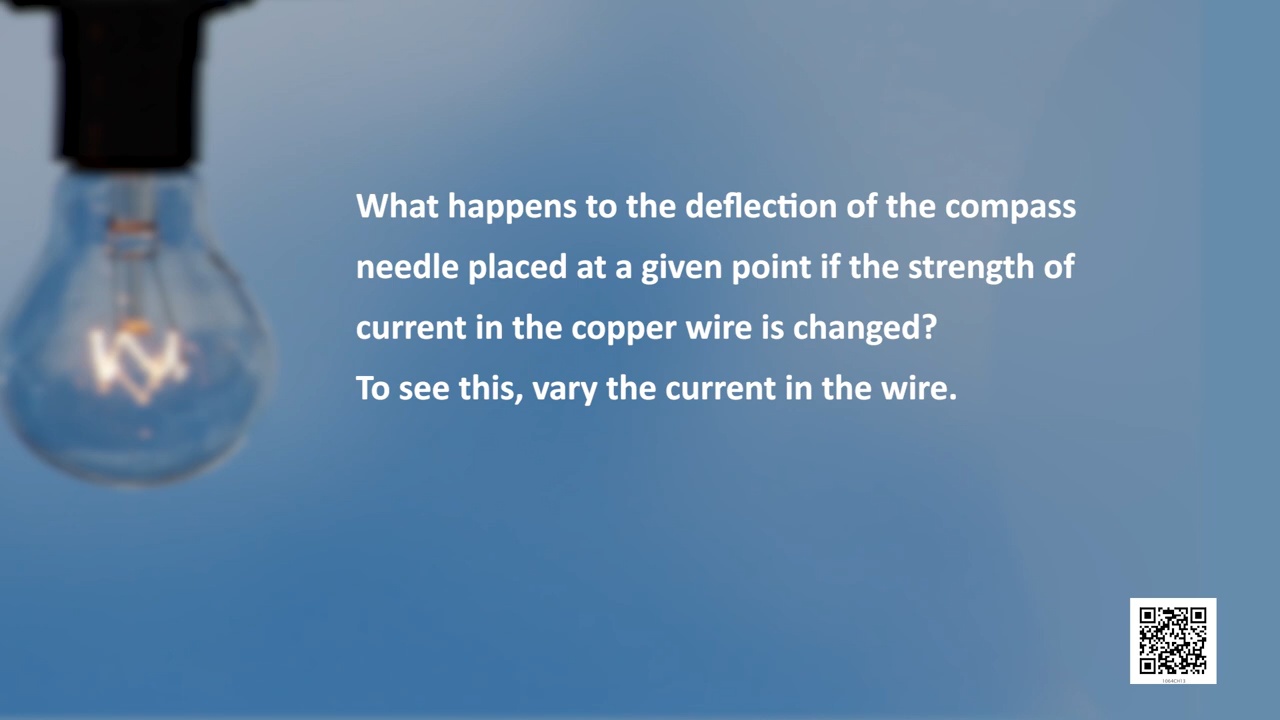 What happens to the deflection of the compass
needle placed at a given point if the strength of
current in the copper wire is changed?
To see this, vary the current in the wire.